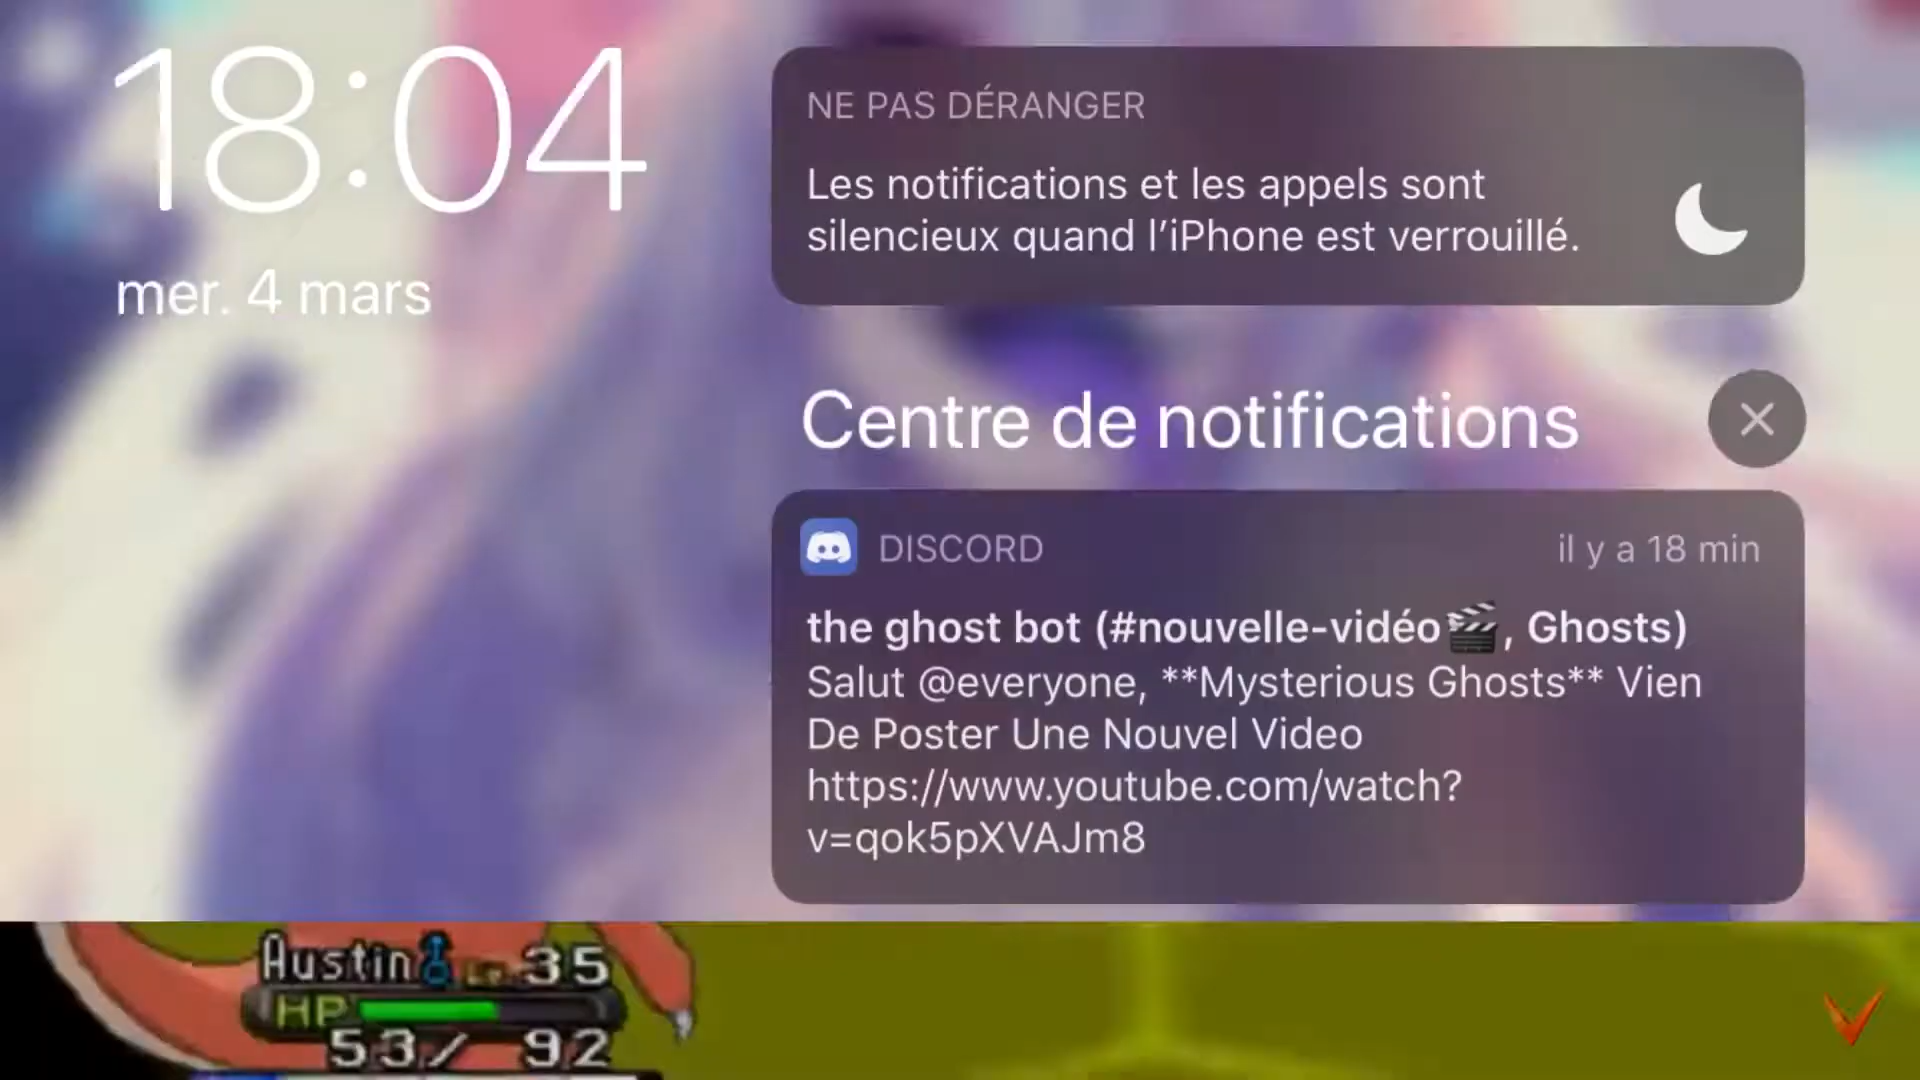 18:04
mer. 4 mars
NE PAS DÉRANGER
Les notifications et les appels sont
silencieux quand l’iPhone est verrouillé.
Centre de notifications
DISCORD
il y a 18 min
the ghost bot (#nouvelle-vidéo🎬, Ghosts)
Salut @everyone, **Mysterious Ghosts** Vien
De Poster Une Nouvel Video
https://www.youtube.com/watch?
v=qok5pXVAJm8
Austin♂ Lv.35
HP
53/ 92